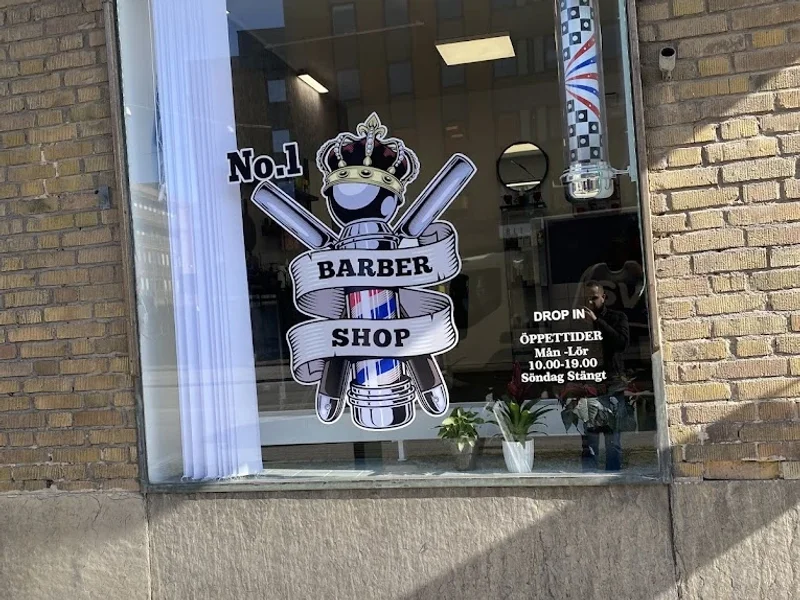 No.1
BARBER
SHOP
DROP IN
ÖPPETTIDER
Mån -Lör
10.00-19.00
Söndag Stängt